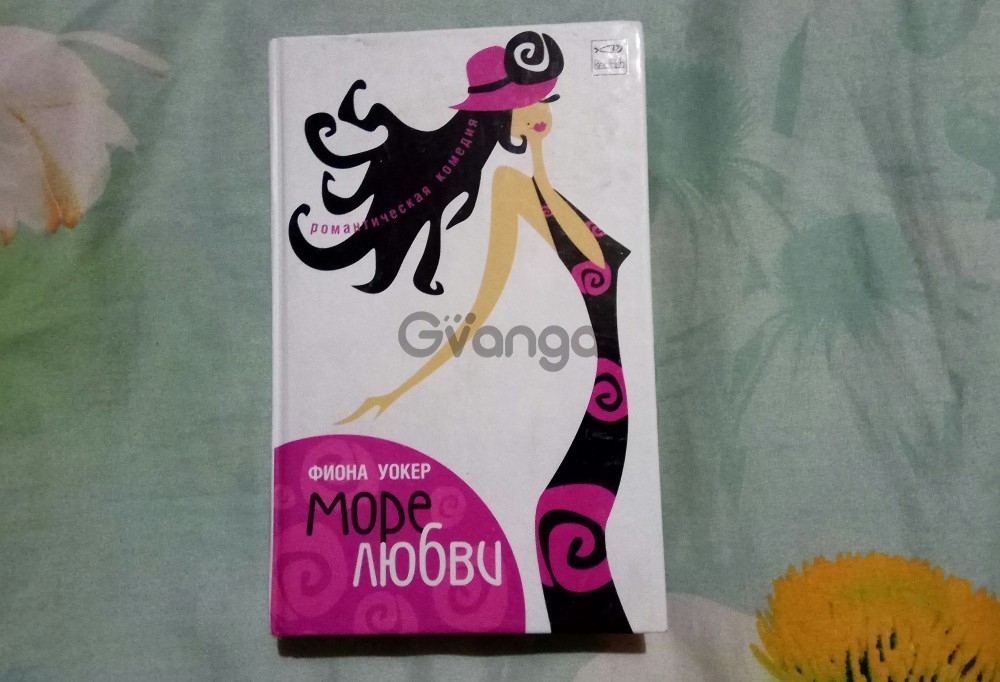 романтическая комедия
Gvango
ФИОНА УОКЕР
море
любви